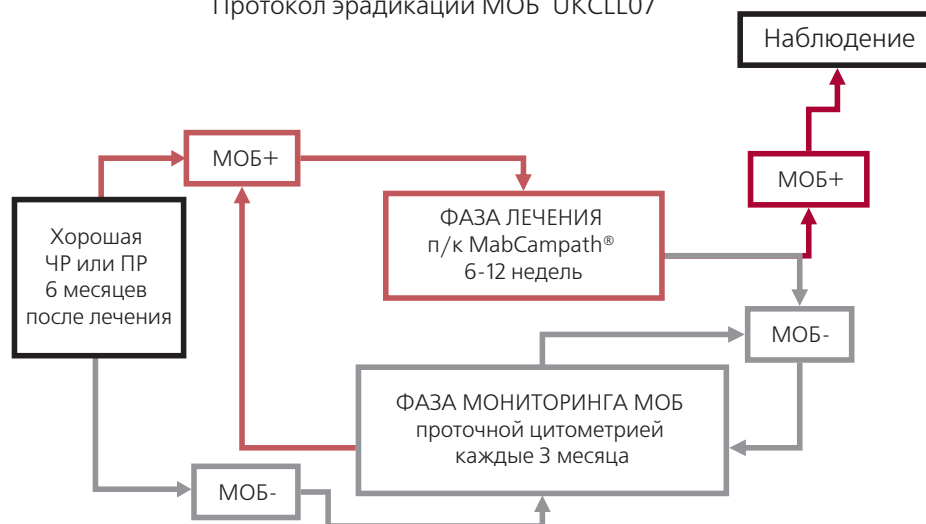 Протокол эрадикации МОБ UKCLL07
Наблюдение
МОБ+
МОБ+
ФАЗА ЛЕЧЕНИЯ
п/к MabCampath®
6-12 недель
Хорошая
ЧР или ПР
6 месяцев
после лечения
МОБ-
ФАЗА МОНИТОРИНГА МОБ
проточной цитометрией
каждые 3 месяца
МОБ-